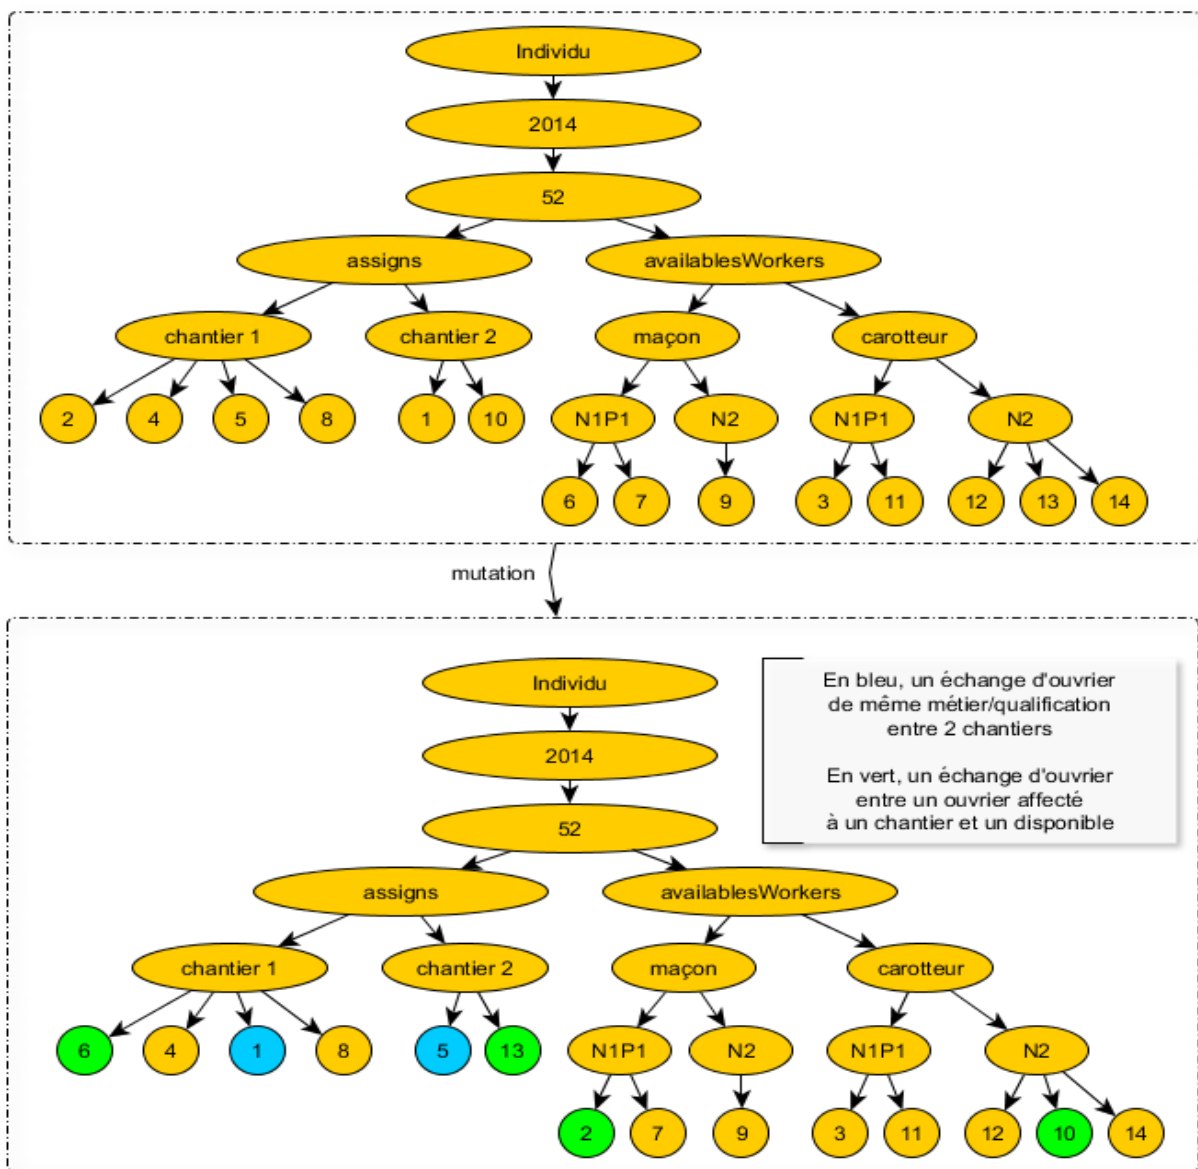 Individu
2014
52
assigns availablesWorkers
chantier 1 chantier 2 maçon carotteur
2 4 5 8 1 10 N1P1 N2 N1P1 N2
6 7 9 3 11 12 13 14
mutation
Individu
2014
52
En bleu, un échange d'ouvrier
de même métier/qualification
entre 2 chantiers
En vert, un échange d'ouvrier
entre un ouvrier affecté
à un chantier et un disponible
assigns availablesWorkers
chantier 1 chantier 2 maçon carotteur
6 4 1 8 5 13 N1P1 N2 N1P1 N2
2 7 9 3 11 12 10 14